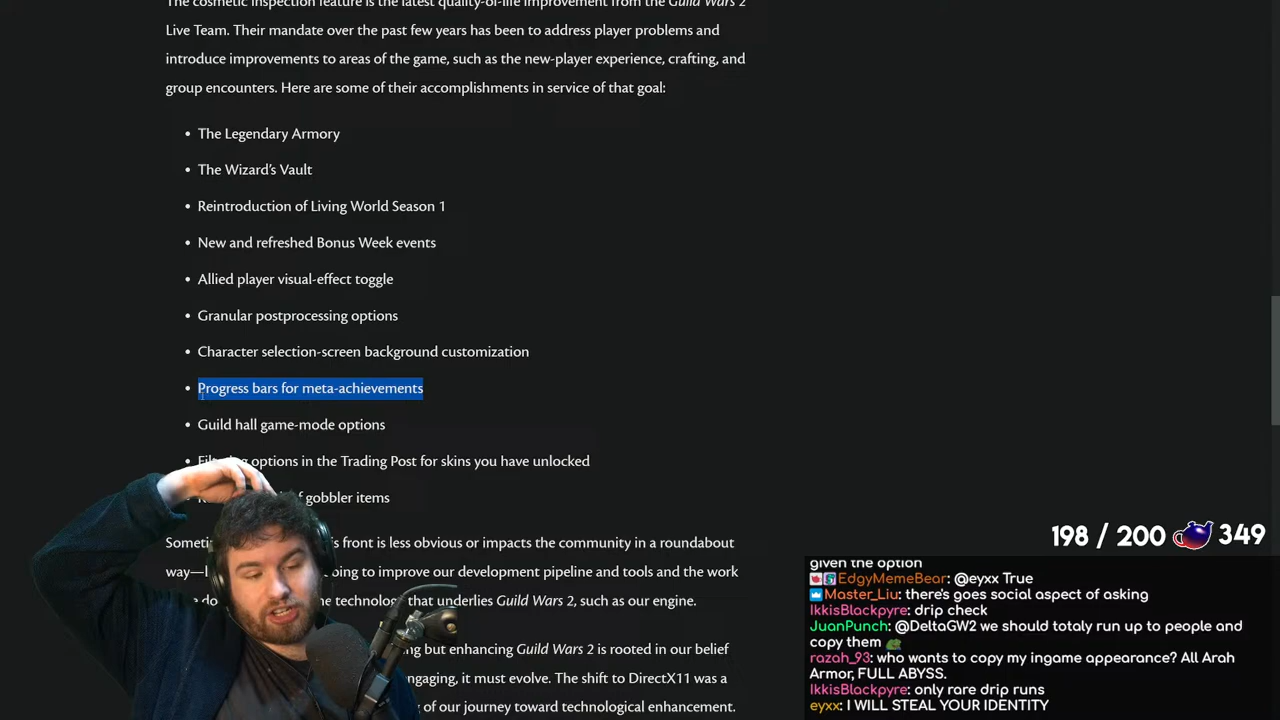 The cosmetic inspection feature is the latest quality-of-life improvement from the Guild Wars 2
Live Team. Their mandate over the past few years has been to address player problems and
introduce improvements to areas of the game, such as the new-player experience, crafting, and
group encounters. Here are some of their accomplishments in service of that goal:
• The Legendary Armory
• The Wizard's Vault
• Reintroduction of Living World Season 1
• New and refreshed Bonus Week events
• Allied player visual-effect toggle
• Granular postprocessing options
• Character selection-screen background customization
• Progress bars for meta-achievements
• Guild hall game-mode options
• options in the Trading Post for skins you have unlocked
gobbler items
front is less obvious or impacts the community in a roundabout
way— to improve our development pipeline and tools and the work
technology that underlies Guild Wars 2, such as our engine.
but enhancing Guild Wars 2 is rooted in our belief
it must evolve. The shift to DirectX11 was a
of our journey toward technological enhancement.
198 / 200 349
given the option
EdgyMemeBear: @eyxx True
Master_Liu: there's goes social aspect of asking
IkkisBlackpyre: drip check
JuanPunch: @DeltaGW2 we should totaly run up to people and
copy them
razah_93: who wants to copy my ingame appearance? All Arah
Armor, FULL ABYSS.
IkkisBlackpyre: only rare drip runs
eyxx: I WILL STEAL YOUR IDENTITY